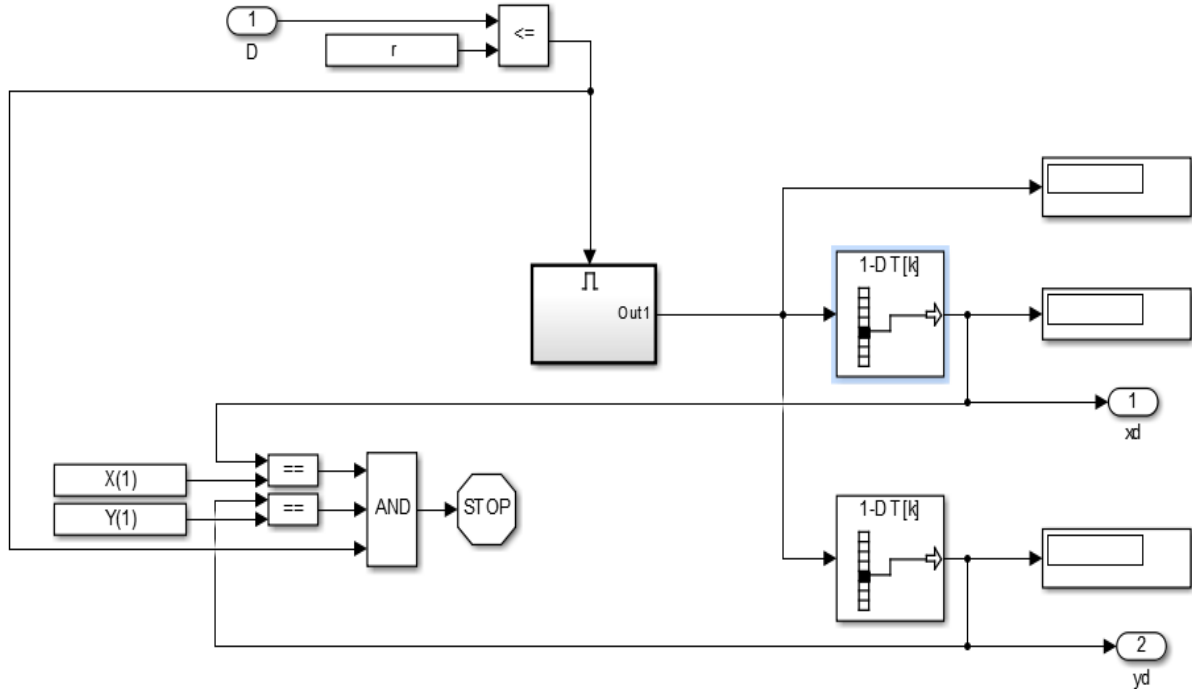 1
D
r
<=
Out1
1-D T[k]
1
xd
X(1)
==
Y(1)
==
AND
STOP
1-D T[k]
2
yd